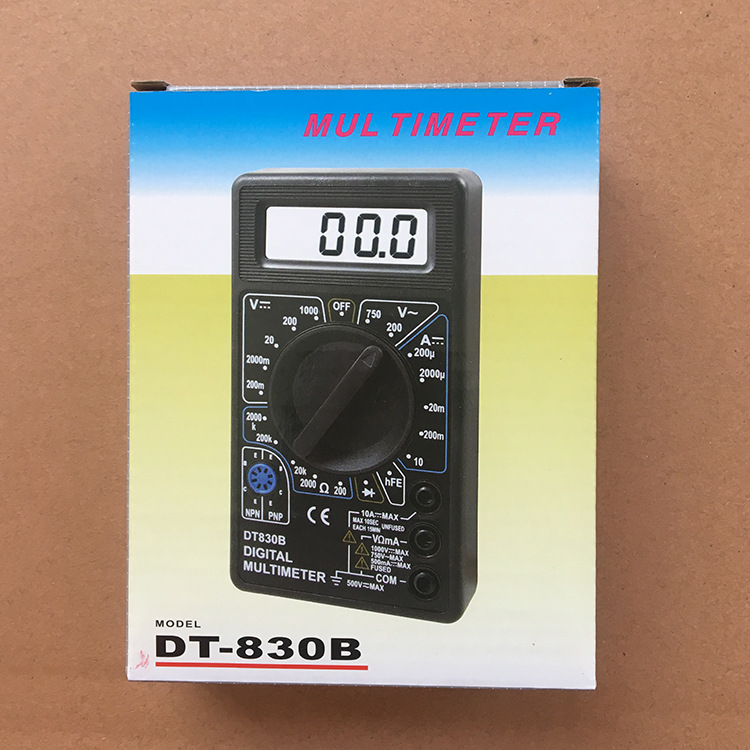 MULTIMETER
00.0
V⎓ 1000 OFF 750 V~
200 200 A⎓
20 200µ
2000m 2000µ
200m 20m
2000 200m
k
200k 10
20k hFE
2000 Ω 200
E E
B B
C C
E E
NPN PNP
CE
10A⎓MAX
MAX 10SEC UNFUSED
EACH 15MIN
VΩmA
1000V⎓MAX
750V~MAX
500mA⎓MAX
FUSED
COM
500V⎓MAX
DT830B
DIGITAL
MULTIMETER
MODEL
DT-830B